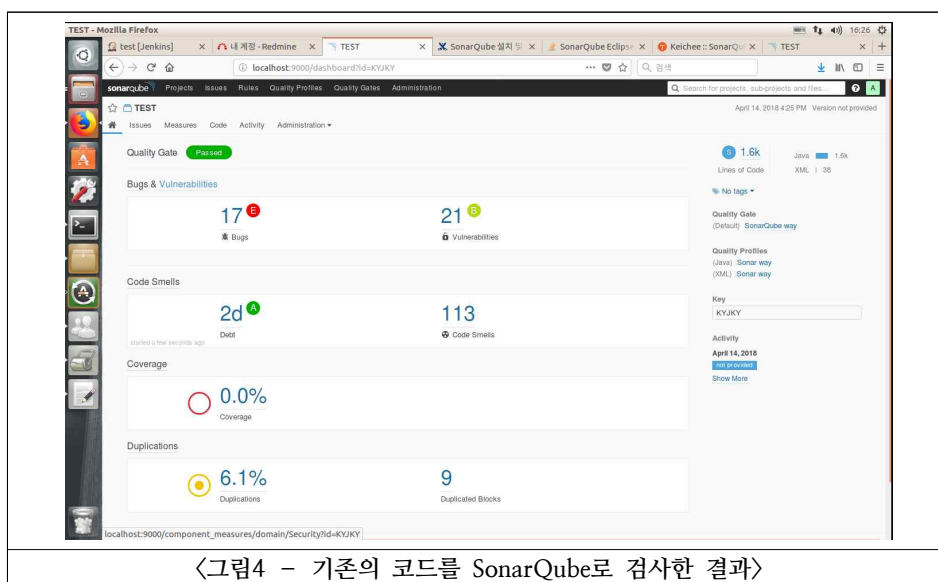 TEST - Mozilla Firefox
16:26
test [Jenkins] × 내 계정 - Redmine × TEST × SonarQube 설치 및 × SonarQube Eclipse × Keichee :: SonarQu × TEST × +
localhost:9000/dashboard?id=KYJKY
검색
sonarqube Projects Issues Rules Quality Profiles Quality Gates Administration
Search for projects, sub-projects and files... ? A
TEST
April 14, 2018 4:25 PM Version not provided
Issues Measures Code Activity Administration
Quality Gate Passed
Bugs & Vulnerabilities
17 E
Bugs
21 B
Vulnerabilities
Code Smells
2d A
Debt
started a few seconds ago
113
Code Smells
Coverage
0.0%
Coverage
Duplications
6.1%
Duplications
9
Duplicated Blocks
S 1.6k
Lines of Code
Java 1.6k
XML 38
No tags
Quality Gate
(Default) SonarQube way
Quality Profiles
(Java) Sonar way
(XML) Sonar way
Key
KYJKY
Activity
April 14, 2018
not provided
Show More
localhost:9000/component_measures/domain/Security?id=KYJKY
〈그림4 - 기존의 코드를 SonarQube로 검사한 결과〉